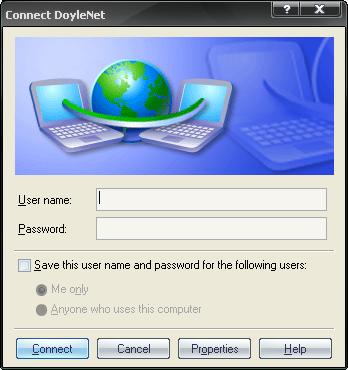 Connect DoyleNet
User name:
Password:
Save this user name and password for the following users:
Me only
Anyone who uses this computer
Connect Cancel Properties Help